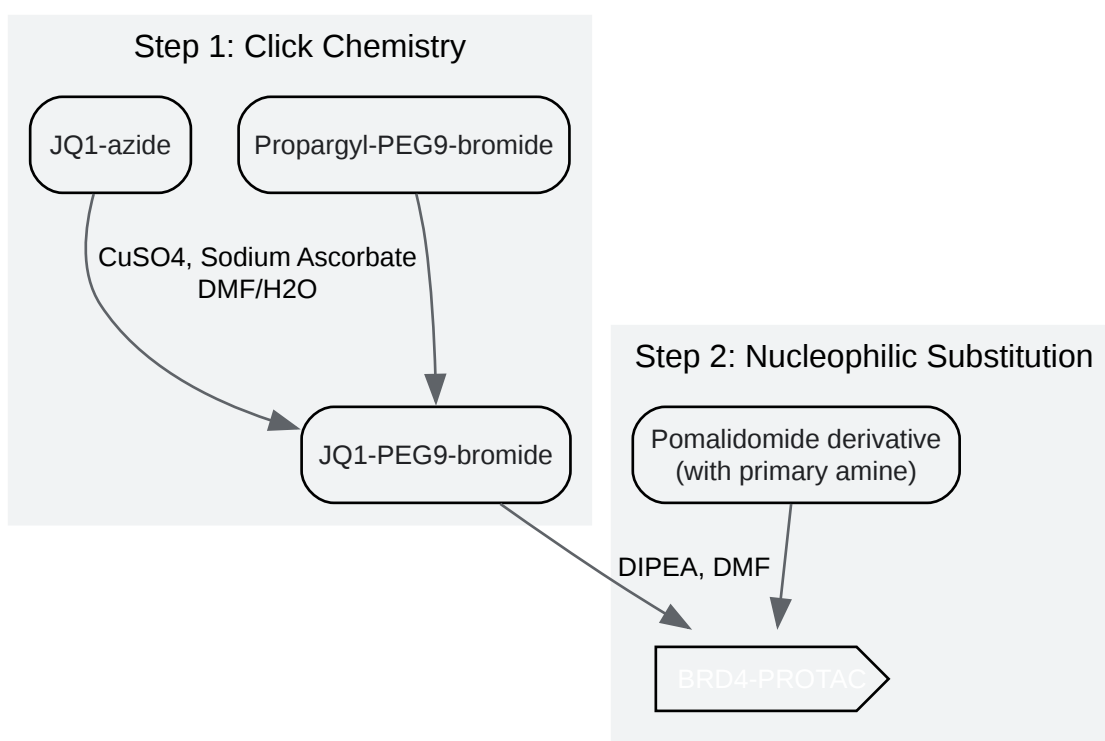 Step 1: Click Chemistry
JQ1-azide
Propargyl-PEG9-bromide
CuSO4, Sodium Ascorbate
DMF/H2O
JQ1-PEG9-bromide
Step 2: Nucleophilic Substitution
Pomalidomide derivative
(with primary amine)
DIPEA, DMF
BRD4-PROTAC